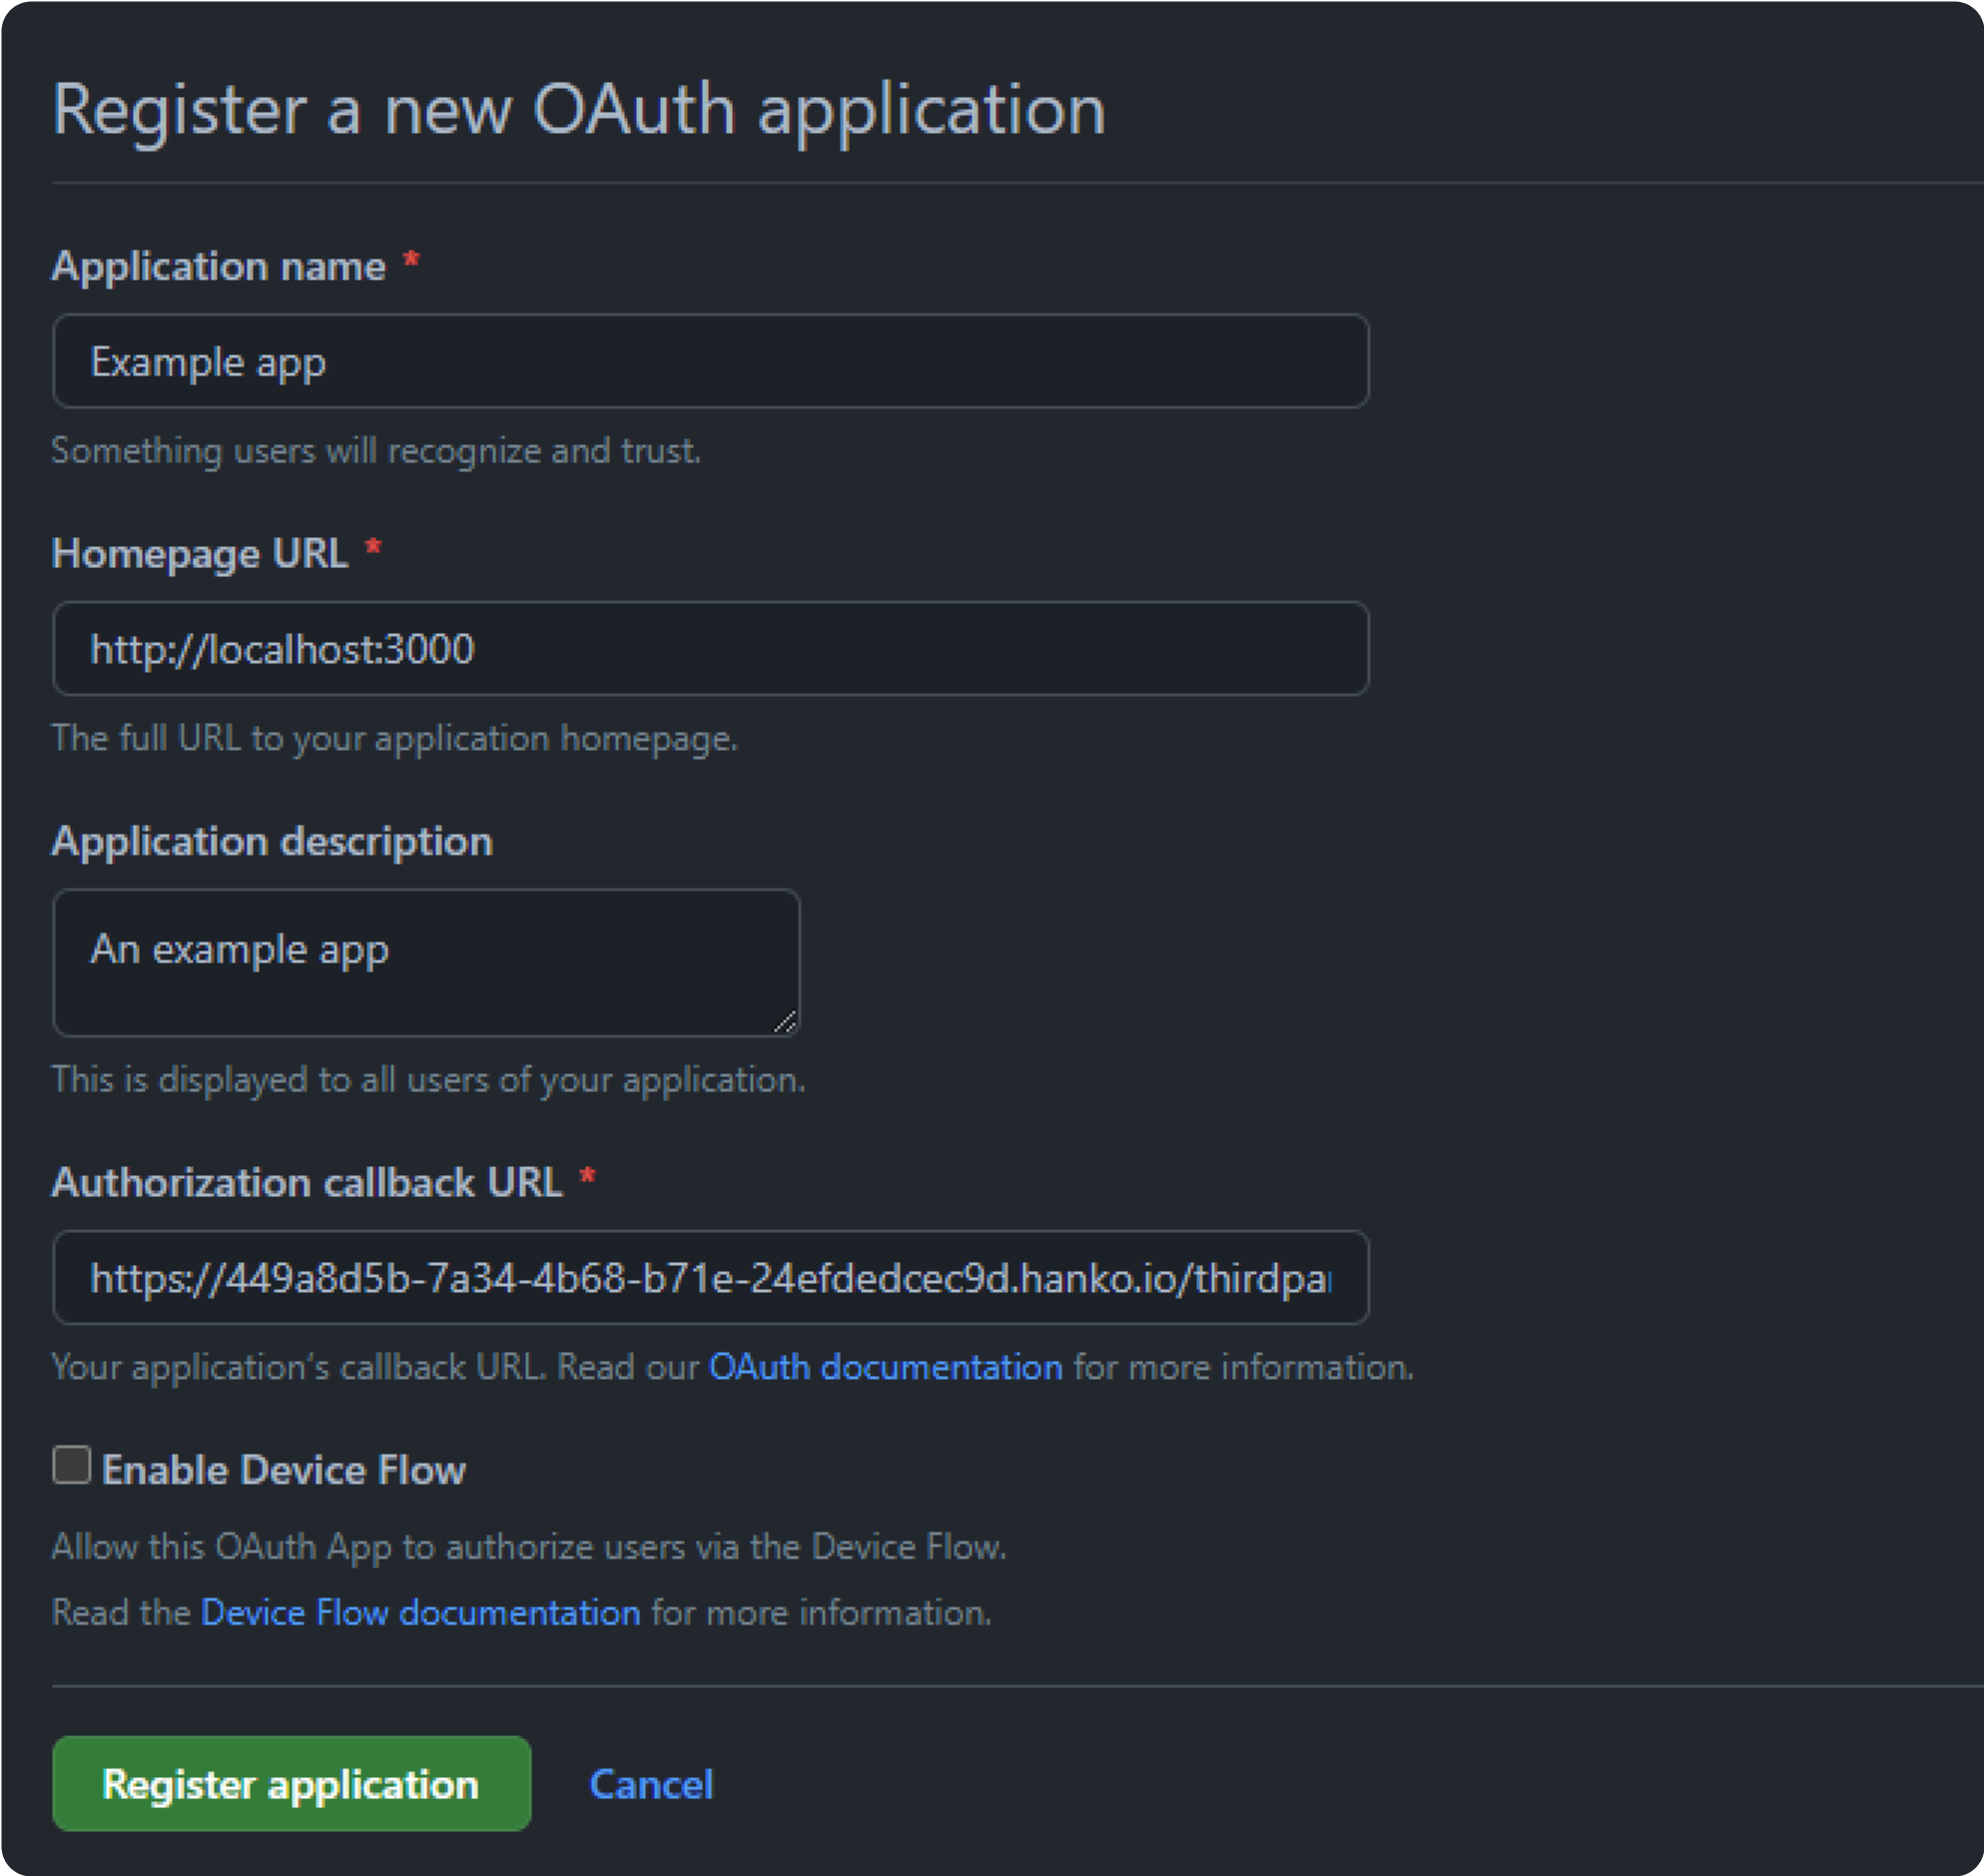 Register a new OAuth application
Application name *
Example app
Something users will recognize and trust.
Homepage URL *
http://localhost:3000
The full URL to your application homepage.
Application description
An example app
This is displayed to all users of your application.
Authorization callback URL *
https://449a8d5b-7a34-4b68-b71e-24efdedcec9d.hanko.io/thirdpa
Your application's callback URL. Read our OAuth documentation for more information.
Enable Device Flow
Allow this OAuth App to authorize users via the Device Flow.
Read the Device Flow documentation for more information.
Register application
Cancel